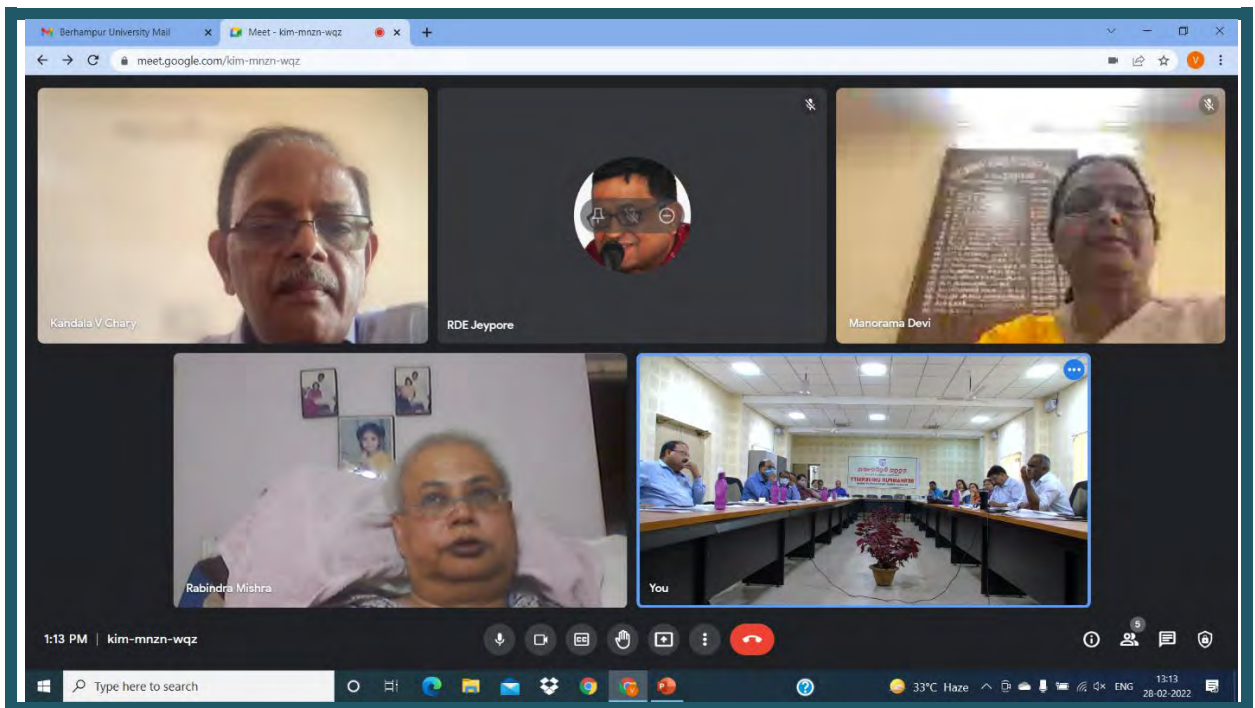 Berhampur University Mail
Meet - kim-mnzn-wqz
meet.google.com/kim-mnzn-wqz
V
Kandala V Chary
RDE Jeypore
Manorama Devi
Rabindra Mishra
You
1:13 PM | kim-mnzn-wqz
CC
5
Type here to search
33°C Haze
ENG
13:13
28-02-2022